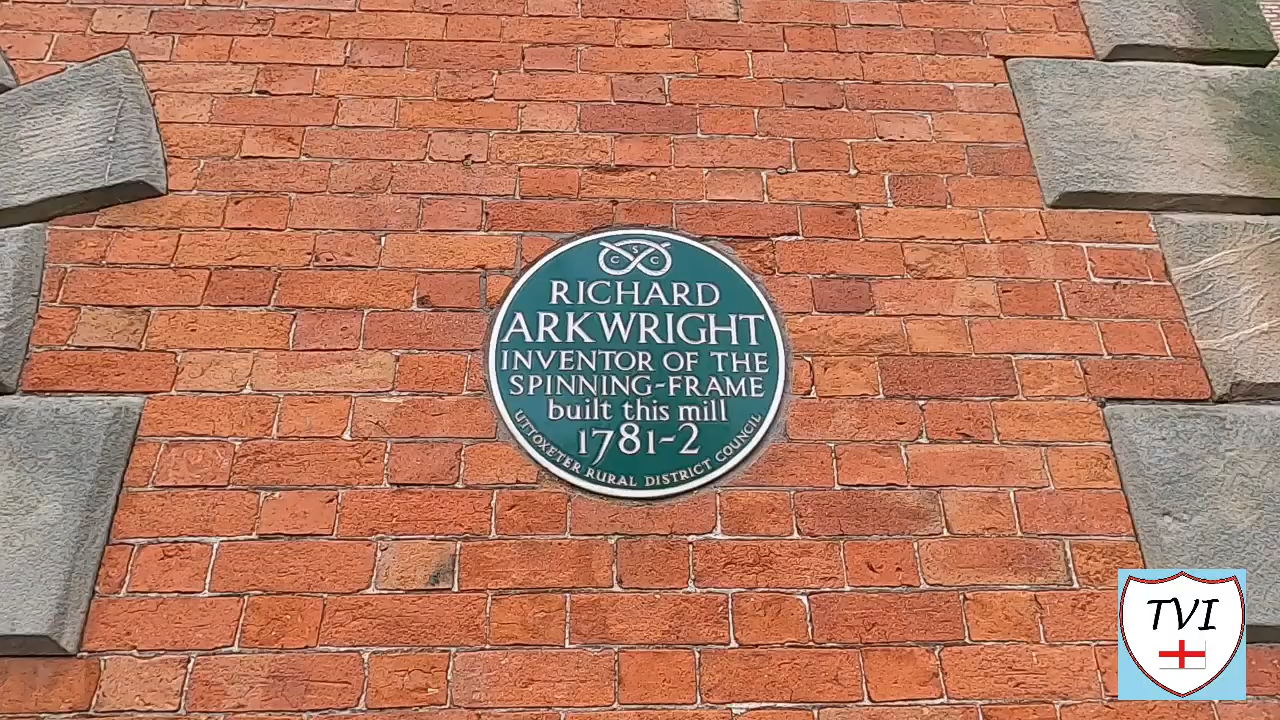 C S C
RICHARD
ARKWRIGHT
INVENTOR OF THE
SPINNING-FRAME
built this mill
1781-2
UTTOXETER RURAL DISTRICT COUNCIL
TVI